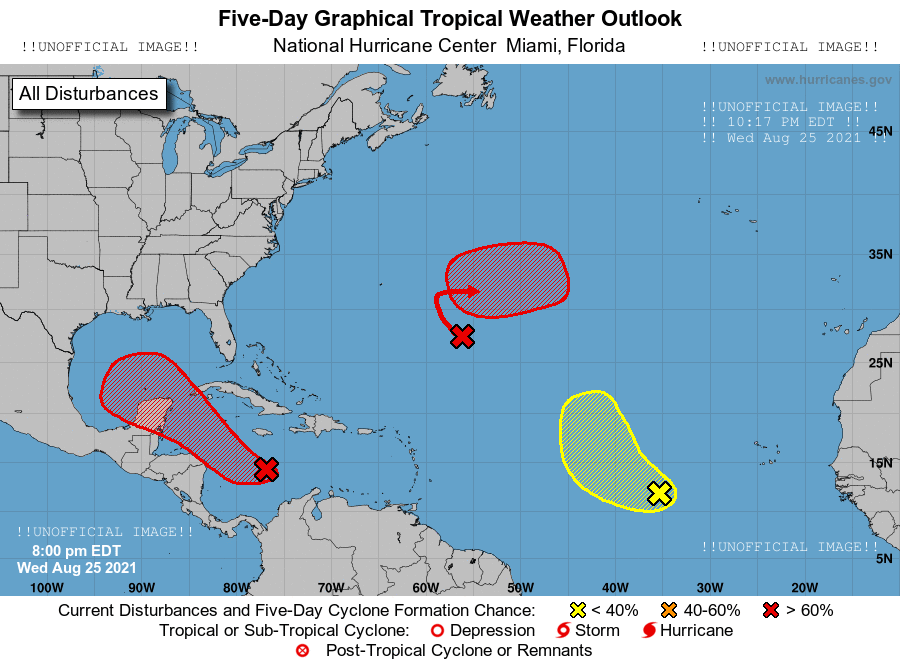 Five-Day Graphical Tropical Weather Outlook
!!UNOFFICIAL IMAGE!! National Hurricane Center Miami, Florida !!UNOFFICIAL IMAGE!!
www.hurricanes.gov
All Disturbances
!!UNOFFICIAL IMAGE!!
!! 10:17 PM EDT !!
!! Wed Aug 25 2021 !!
45N
35N
25N
15N
!!UNOFFICIAL IMAGE!!
8:00 pm EDT
Wed Aug 25 2021
!!UNOFFICIAL IMAGE!!
5N
100W 90W 80W 70W 60W 50W 40W 30W 20W
Current Disturbances and Five-Day Cyclone Formation Chance: < 40% 40-60% > 60%
Tropical or Sub-Tropical Cyclone: Depression Storm Hurricane
Post-Tropical Cyclone or Remnants